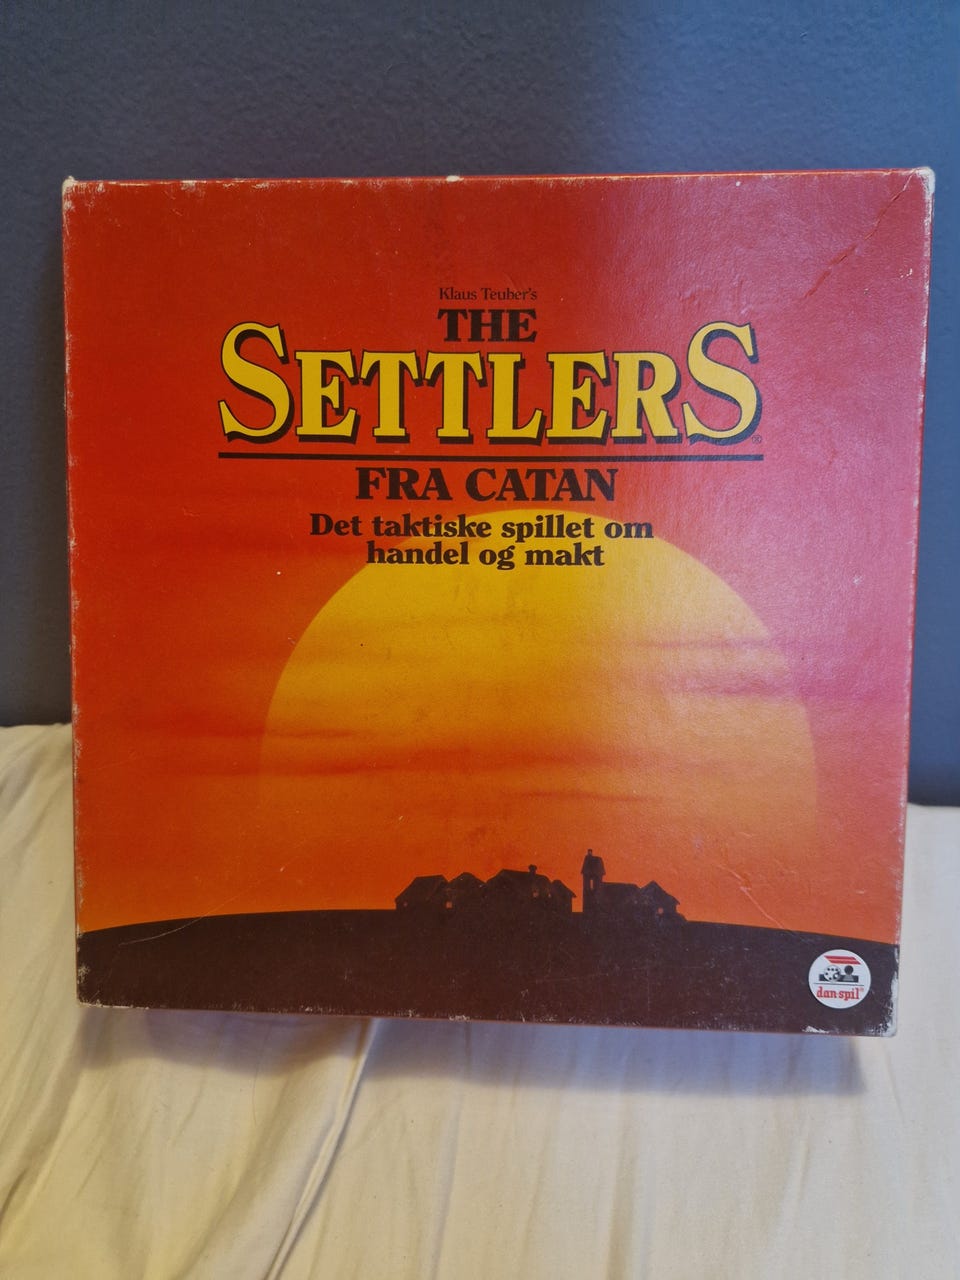 Klaus Teuber's
THE
SETTLERS®
FRA CATAN
Det taktiske spillet om
handel og makt
dan-spil®